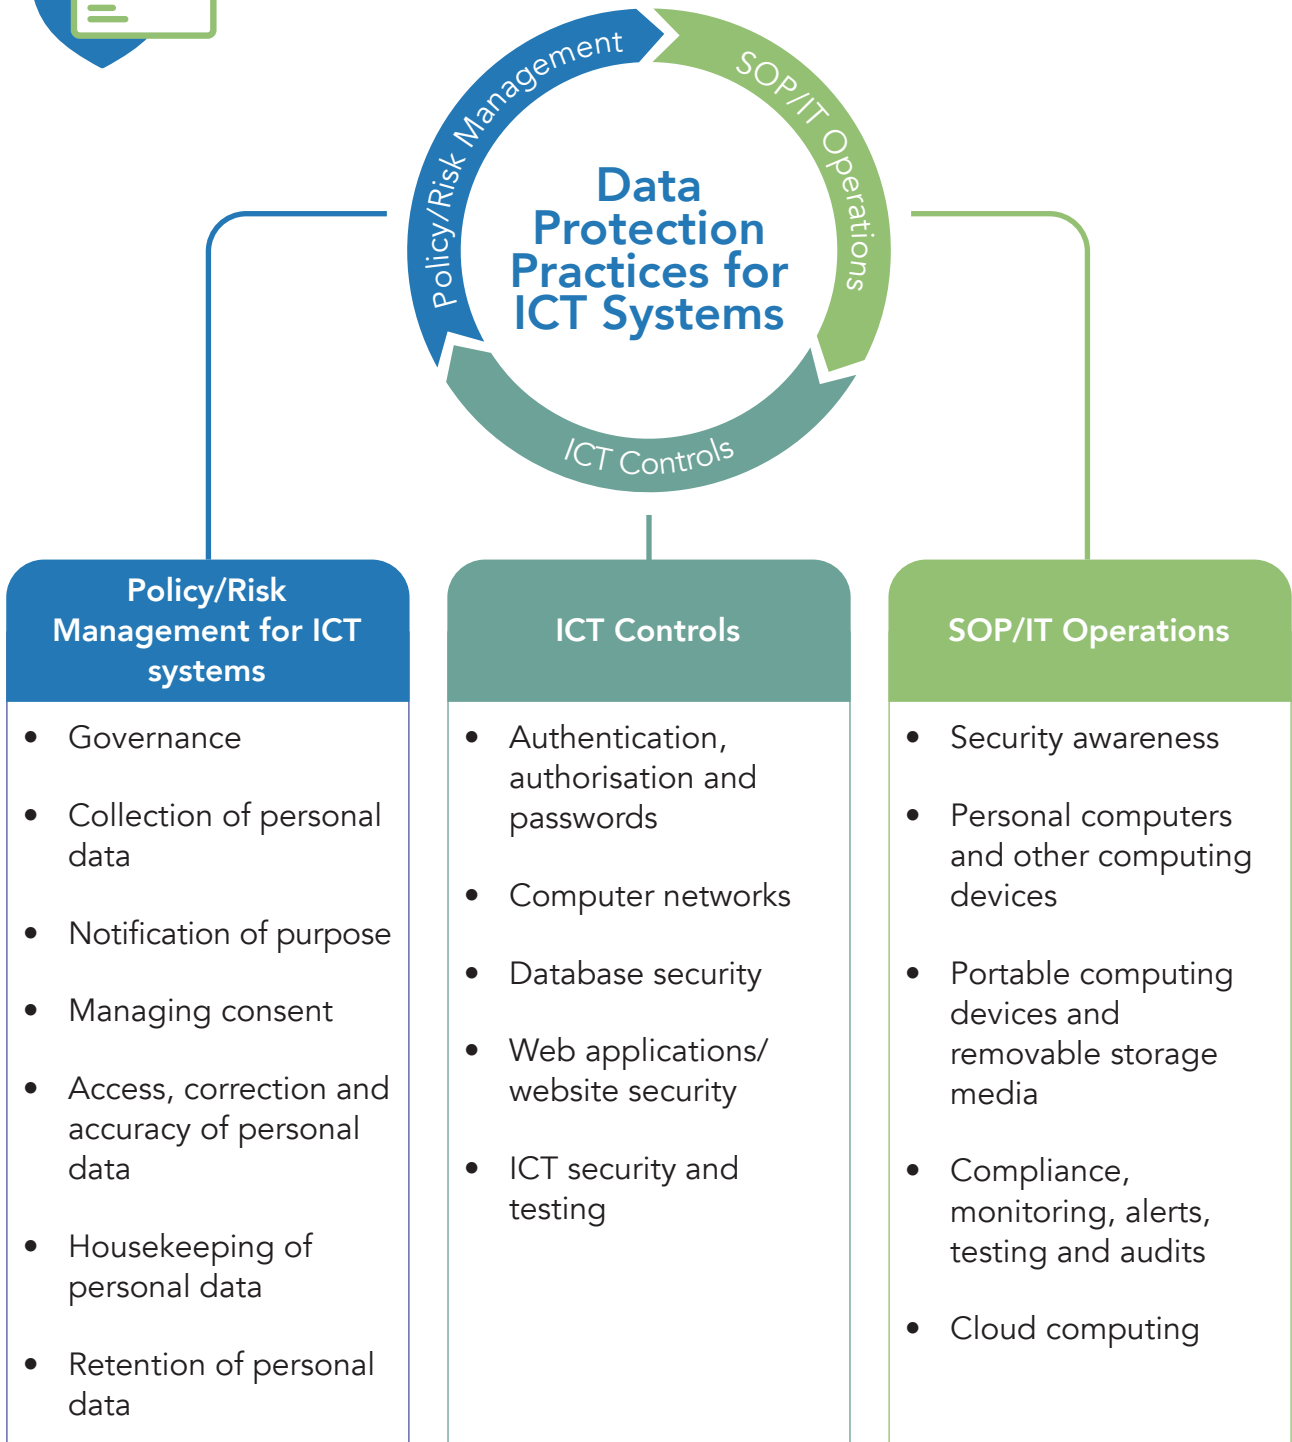 Policy/Risk Management
SOP/IT Operations
ICT Controls
Data
Protection
Practices for
ICT Systems
Policy/Risk
Management for ICT
systems
• Governance
• Collection of personal
data
• Notification of purpose
• Managing consent
• Access, correction and
accuracy of personal
data
• Housekeeping of
personal data
• Retention of personal
data
ICT Controls
• Authentication,
authorisation and
passwords
• Computer networks
• Database security
• Web applications/
website security
• ICT security and
testing
SOP/IT Operations
• Security awareness
• Personal computers
and other computing
devices
• Portable computing
devices and
removable storage
media
• Compliance,
monitoring, alerts,
testing and audits
• Cloud computing